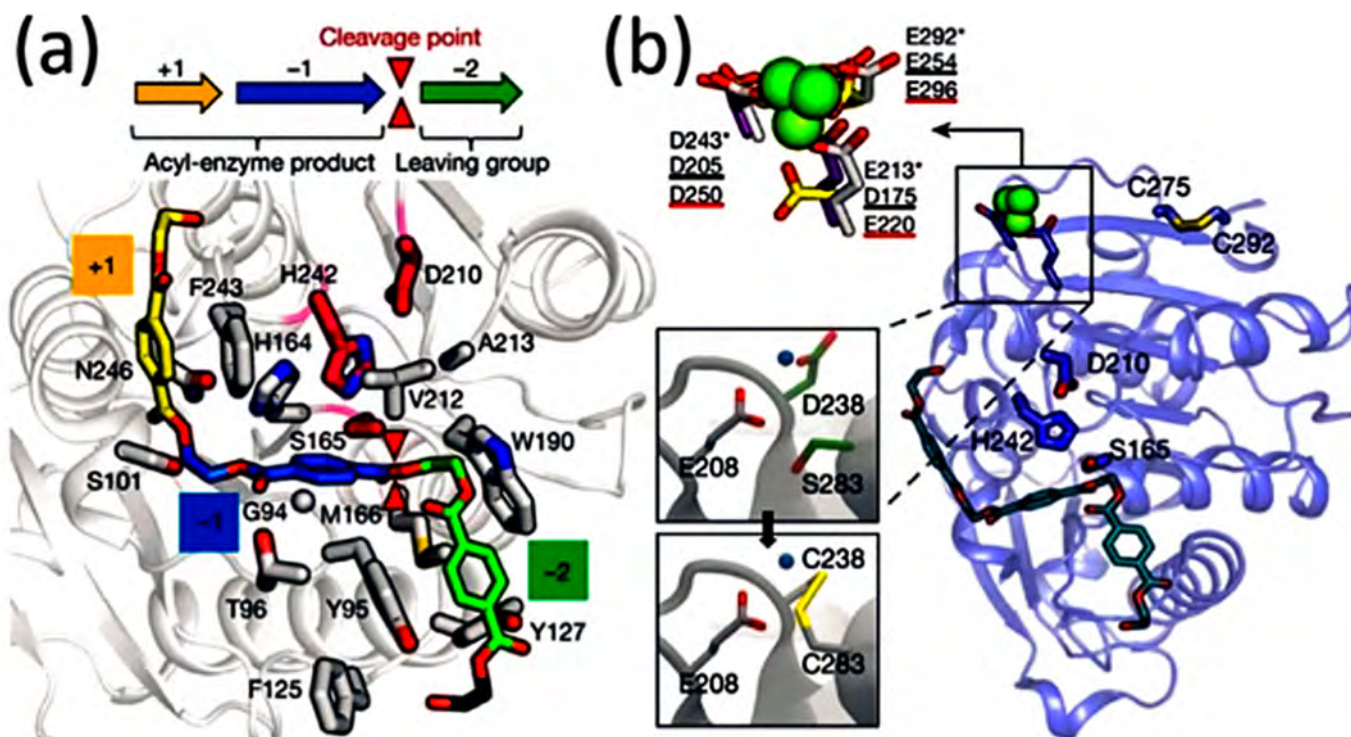 (a)
Cleavage point
+1
−1
−2
Acyl-enzyme product
Leaving group
+1
F243
H242
D210
H164
A213
N246
V212
S165
W190
S101
−1
G94
M166
−2
T96
Y95
Y127
F125
(b)
E292*
E254
E296
D243*
D205
D250
E213*
D175
E220
C275
C292
D238
E208
S283
D210
H242
S165
C238
E208
C283